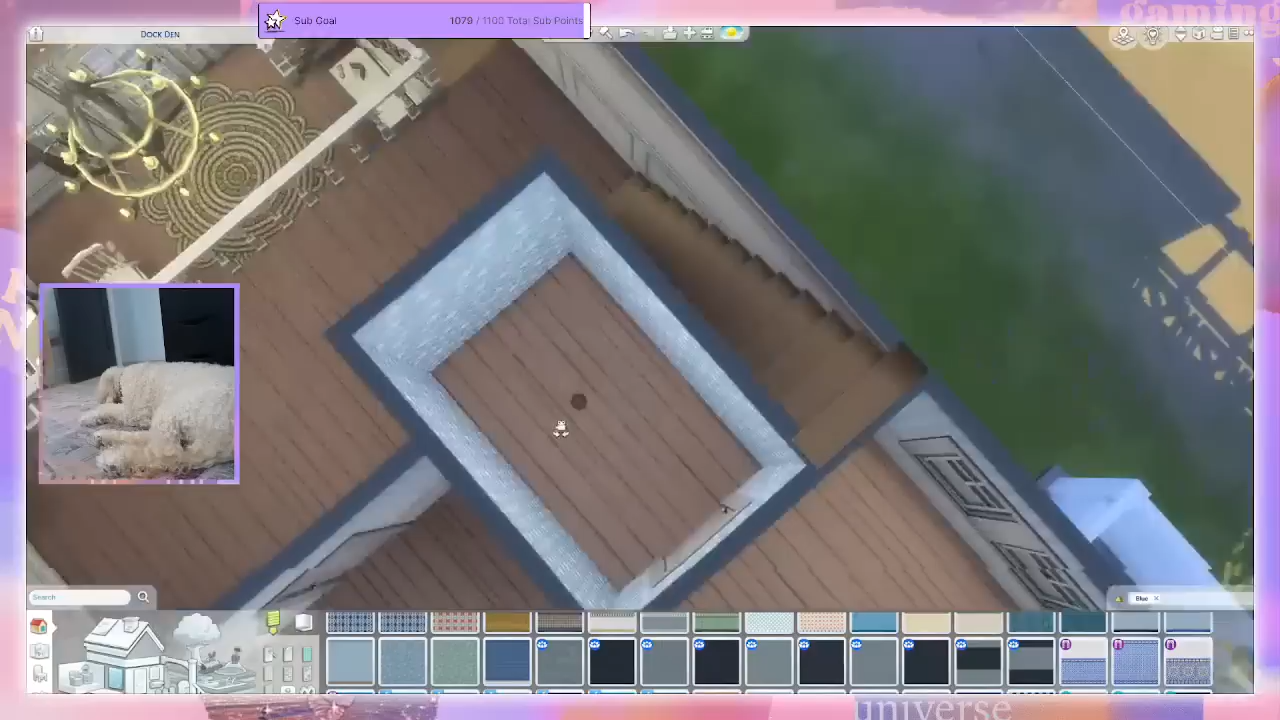 gaming
Sub Goal
1079 / 1100 Total Sub Points
DOCK DEN
Search
Blue
universe